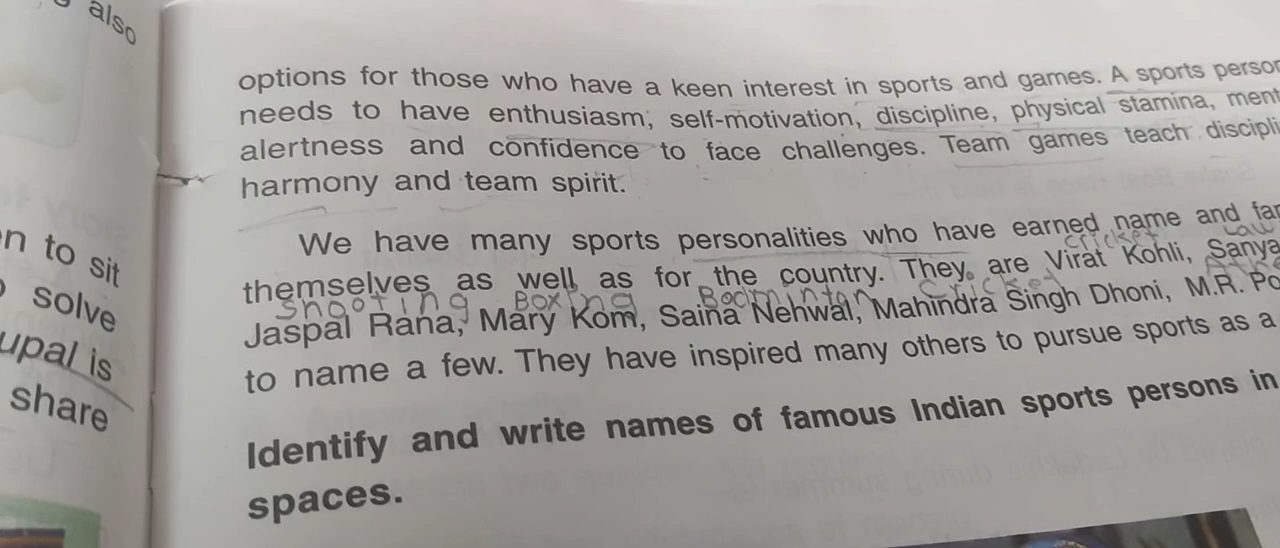 also
options for those who have a keen interest in sports and games. A sports person
needs to have enthusiasm, self-motivation, discipline, physical stamina, ment
alertness and confidence to face challenges. Team games teach discipli
harmony and team spirit.
We have many sports personalities who have earned name and fa
cricket
themselves as well as for the country. They are Virat Kohli, Sanya
Shooting Boxing Badmintan Cricket
Jaspal Rana, Mary Kom, Saina Nehwal, Mahindra Singh Dhoni, M.R. Po
to name a few. They have inspired many others to pursue sports as a
Identify and write names of famous Indian sports persons in
spaces.
n to sit
solve
upal is
share